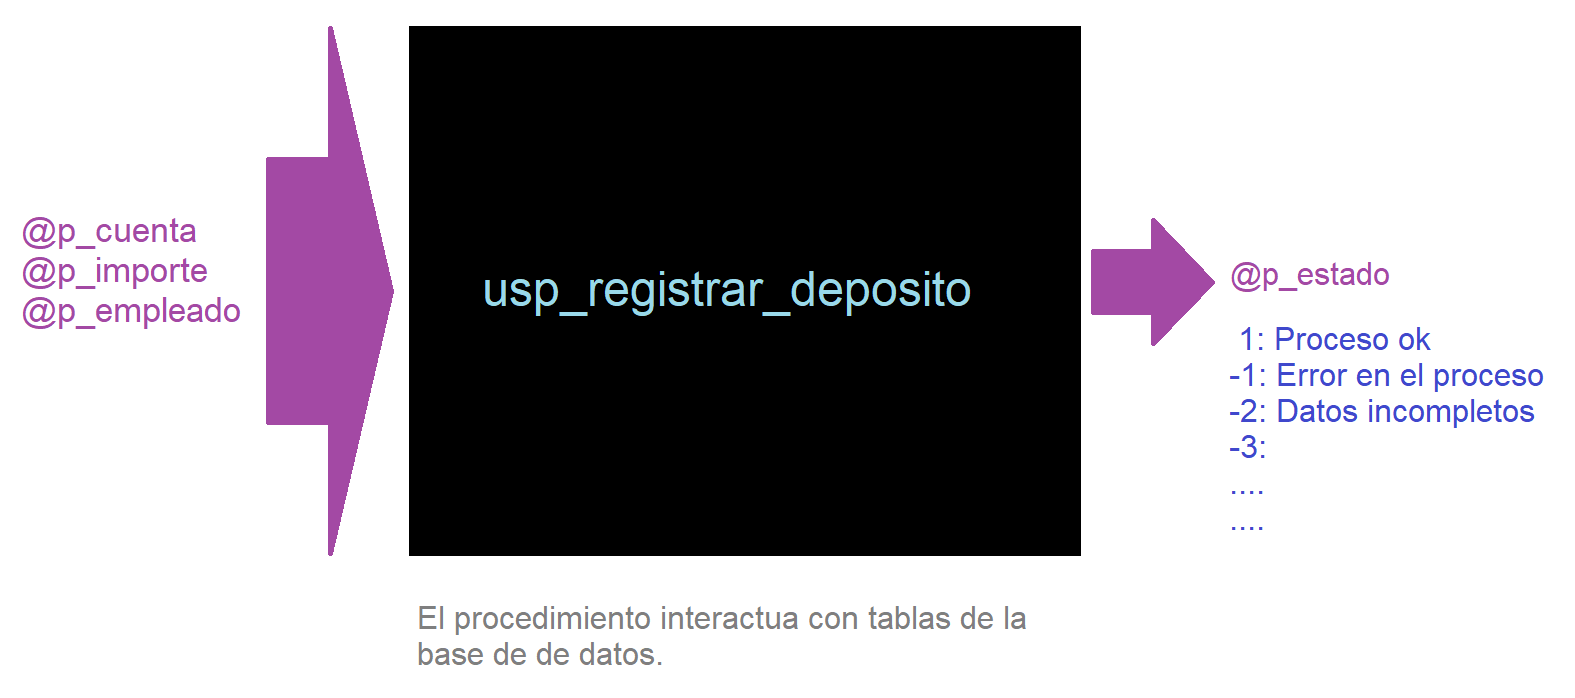 @p_cuenta
@p_importe
@p_empleado
usp_registrar_deposito
@p_estado
1: Proceso ok
-1: Error en el proceso
-2: Datos incompletos
-3:
....
....
El procedimiento interactua con tablas de la
base de de datos.